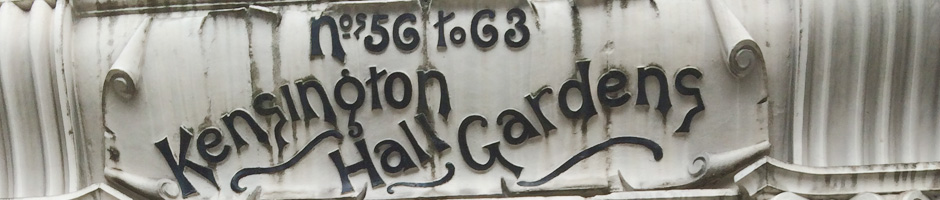 Nos 56 to 63
Kensington
Hall Gardens